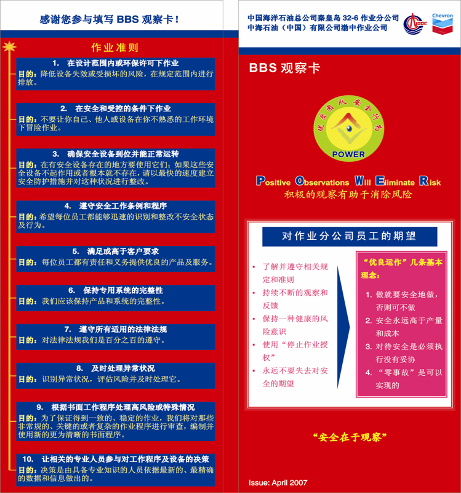 感谢您参与填写 BBS 观察卡！
作业准则
1. 在设计范围内或环保许可下作业
目的：降低设备失效或受损坏的风险，在规定范围内进行
排放。
2. 在安全和受控的条件下作业
目的：不要让你自己、他人或设备在你不熟悉的工作环境
下冒险作业。
3. 确保安全设备到位并能正常运转
目的：在有安全设备存在的地方要使用它们；如果这些安
全设备不起作用或者根本就不存在，请以最快的速度建立
安全防护措施并对这种状况进行整改。
4. 遵守安全工作条例和程序
目的：希望每位员工都能够迅速的识别和整改不安全状态
及行为。
5. 满足或高于客户要求
目的：每位员工都有责任和义务提供优良的产品及服务。
6. 保持专用系统的完整性
目的：我们应该保持产品和系统的完整性。
7. 遵守所有适用的法律法规
目的：对法律法规我们是百分之百的遵守。
8. 及时处理异常状况
目的：识别异常状况，评估风险并及时处理它。
9. 根据书面工作程序处理高风险或特殊情况
目的：为了保证得到一致的、稳定的作业，我们将对那些
非常规的、关键的或者复杂的作业程序进行审查，编制并
使用新的更为清晰的书面程序。
10. 让相关的专业人员参与对工作程序及设备的决策
目的：决策是由具备专业知识的人员依据最新的、最精确
的数据和信息做出的。
中国海洋石油总公司秦皇岛 32-6 作业分公司
中海石油（中国）有限公司渤中作业公司
Chevron
BBS 观察卡
POWER
Positive Observations Will Eliminate Risk
积极的观察有助于消除风险
对作业分公司员工的期望
• 了解并遵守相关规
定和准则
• 持续不断的观察和
反馈
• 保持一种健康的风
险意识
• 使用“停止作业授
权”
• 永远不要失去对安
全的期望
“优良运作”几条基本
理念：
1. 做就要安全地做，
否则可不做
2. 安全永远高于产量
和成本
3. 对待安全是必须执
行没有妥协
4. “零事故”是可以
实现的
“安全在于观察”
Issue: April 2007